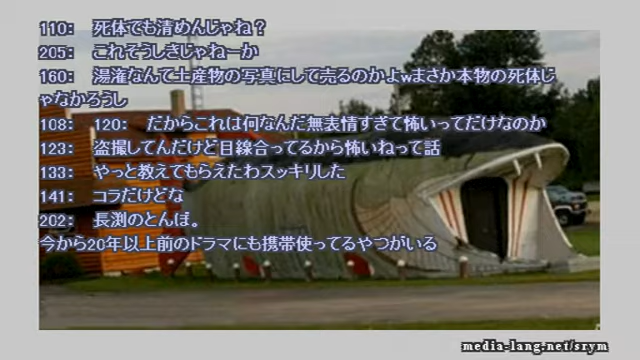 110:　死体でも清めんじゃね？
205:　これそうしきじゃねーか
160:　湯潅なんて土産物の写真にして売るのかよwまさか本物の死体じ
ゃなかろうし
108:　120:　だからこれは何なんだ無表情すぎて怖いってだけなのか
123:　盗撮してんだけど目線合ってるから怖いねって話
133:　やっと教えてもらえたわスッキリした
141:　コラだけどな
202:　長渕のとんぼ。
今から20年以上前のドラマにも携帯使ってるやつがいる
media-lang-net/srym